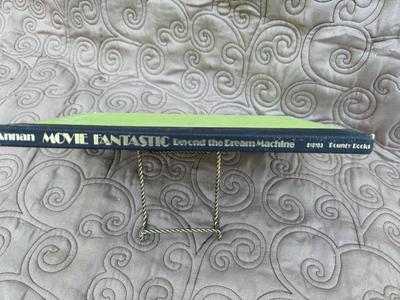 Annan MOVIE FANTASTIC Beyond the Dream Machine Bounty Books